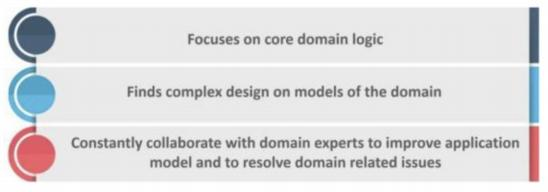 Focuses on core domain logic
Finds complex design on models of the domain
Constantly collaborate with domain experts to improve application
model and to resolve domain related issues